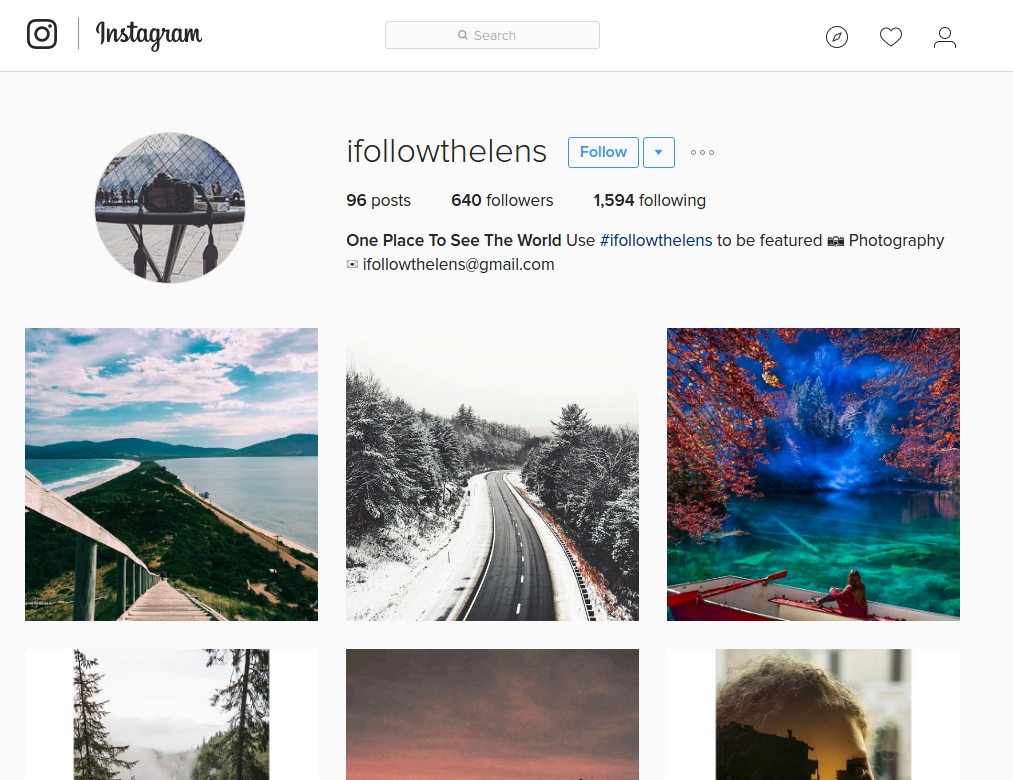 Instagram
Search
ifollowthelens Follow
96 posts 640 followers 1,594 following
One Place To See The World Use #ifollowthelens to be featured 📷 Photography
✉ ifollowthelens@gmail.com